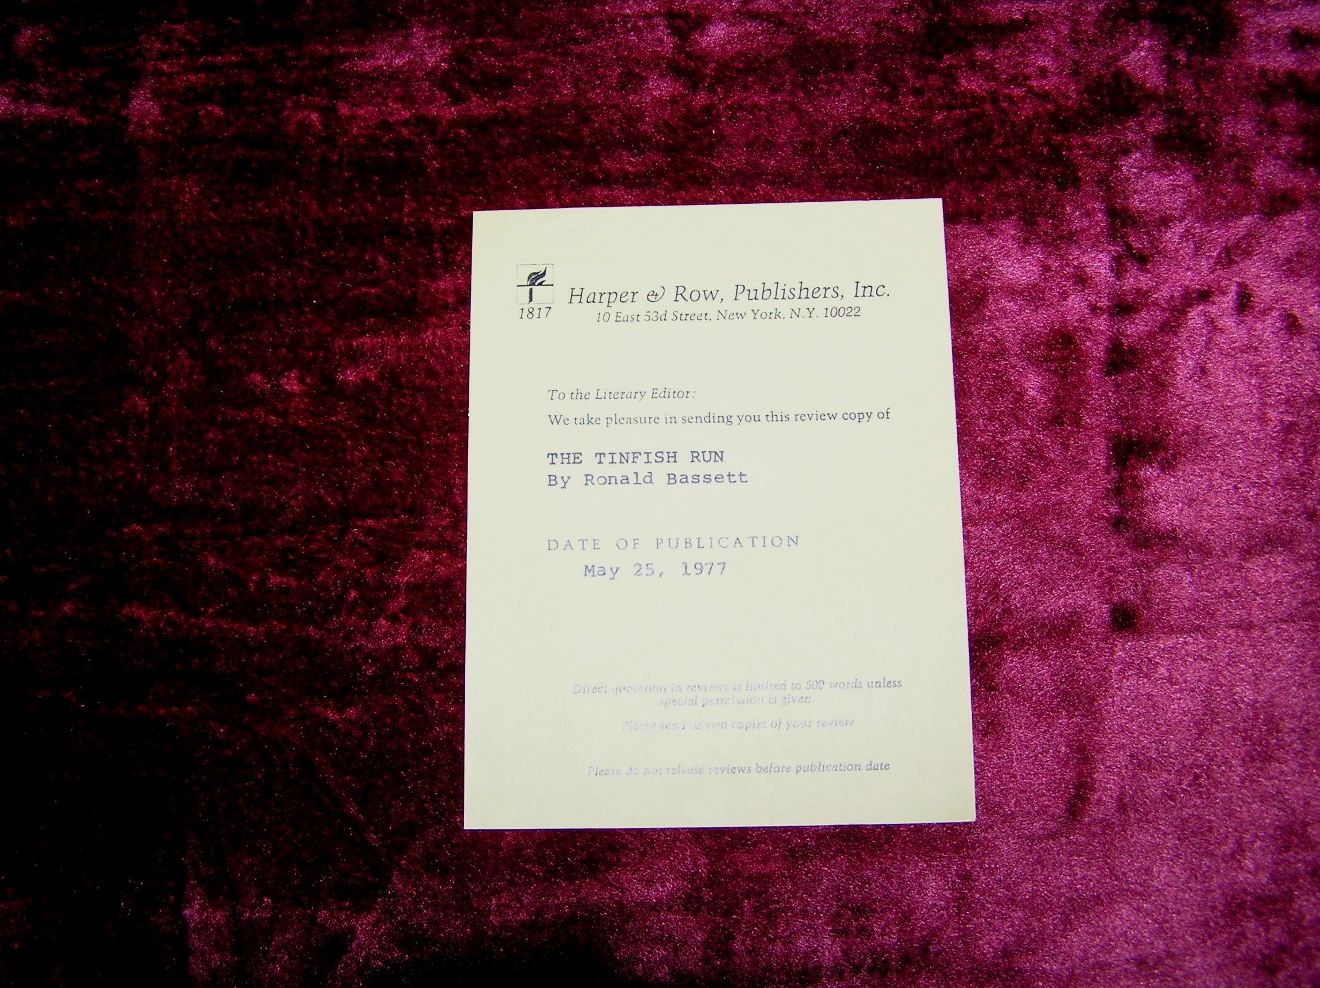 1817
Harper & Row, Publishers, Inc.
10 East 53d Street, New York, N.Y. 10022
To the Literary Editor:
We take pleasure in sending you this review copy of
THE TINFISH RUN
By Ronald Bassett
DATE OF PUBLICATION
May 25, 1977
Direct quotation in reviews is limited to 500 words unless
special permission is given.
Please send us two copies of your review
Please do not release reviews before publication date